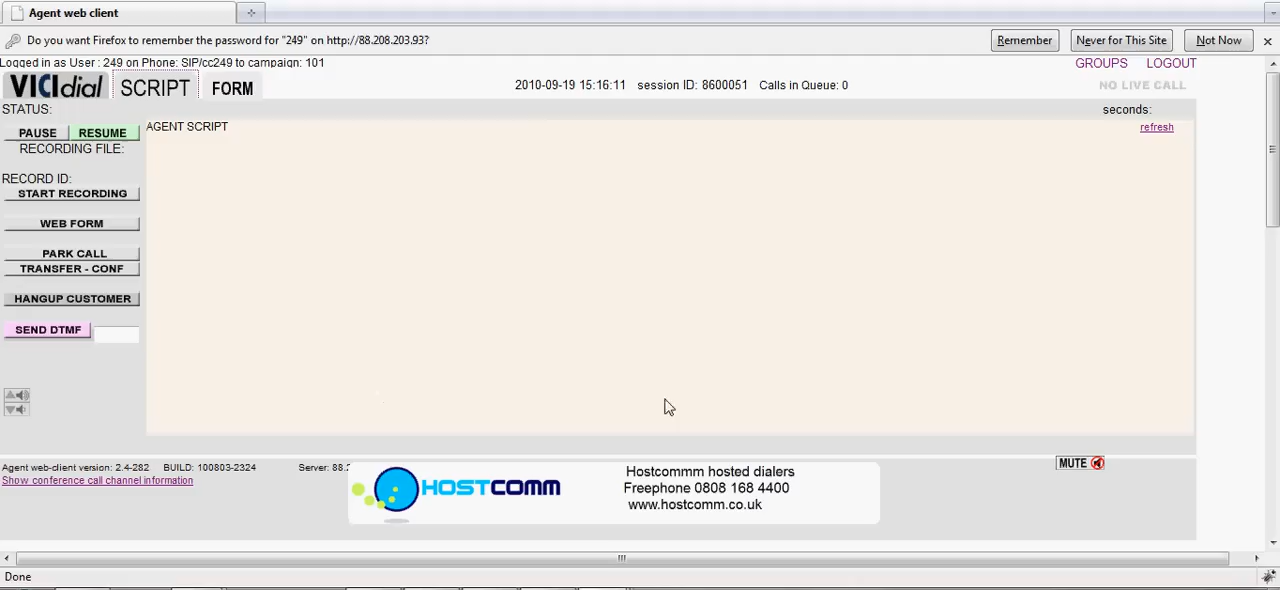 Agent web client
Do you want Firefox to remember the password for "249" on http://88.208.203.93?
Remember
Never for This Site
Not Now
Logged in as User : 249 on Phone: SIP/cc249 to campaign: 101
GROUPS
LOGOUT
VICIdial
SCRIPT
FORM
2010-09-19 15:16:11 session ID: 8600051 Calls in Queue: 0
NO LIVE CALL
STATUS:
seconds:
PAUSE
RESUME
AGENT SCRIPT
refresh
RECORDING FILE:
RECORD ID:
START RECORDING
WEB FORM
PARK CALL
TRANSFER - CONF
HANGUP CUSTOMER
SEND DTMF
MUTE
Agent web-client version: 2.4-282 BUILD: 100803-2324 Server: 88.
Show conference call channel information
HOSTCOMM
Hostcommm hosted dialers
Freephone 0808 168 4400
www.hostcomm.co.uk
Done